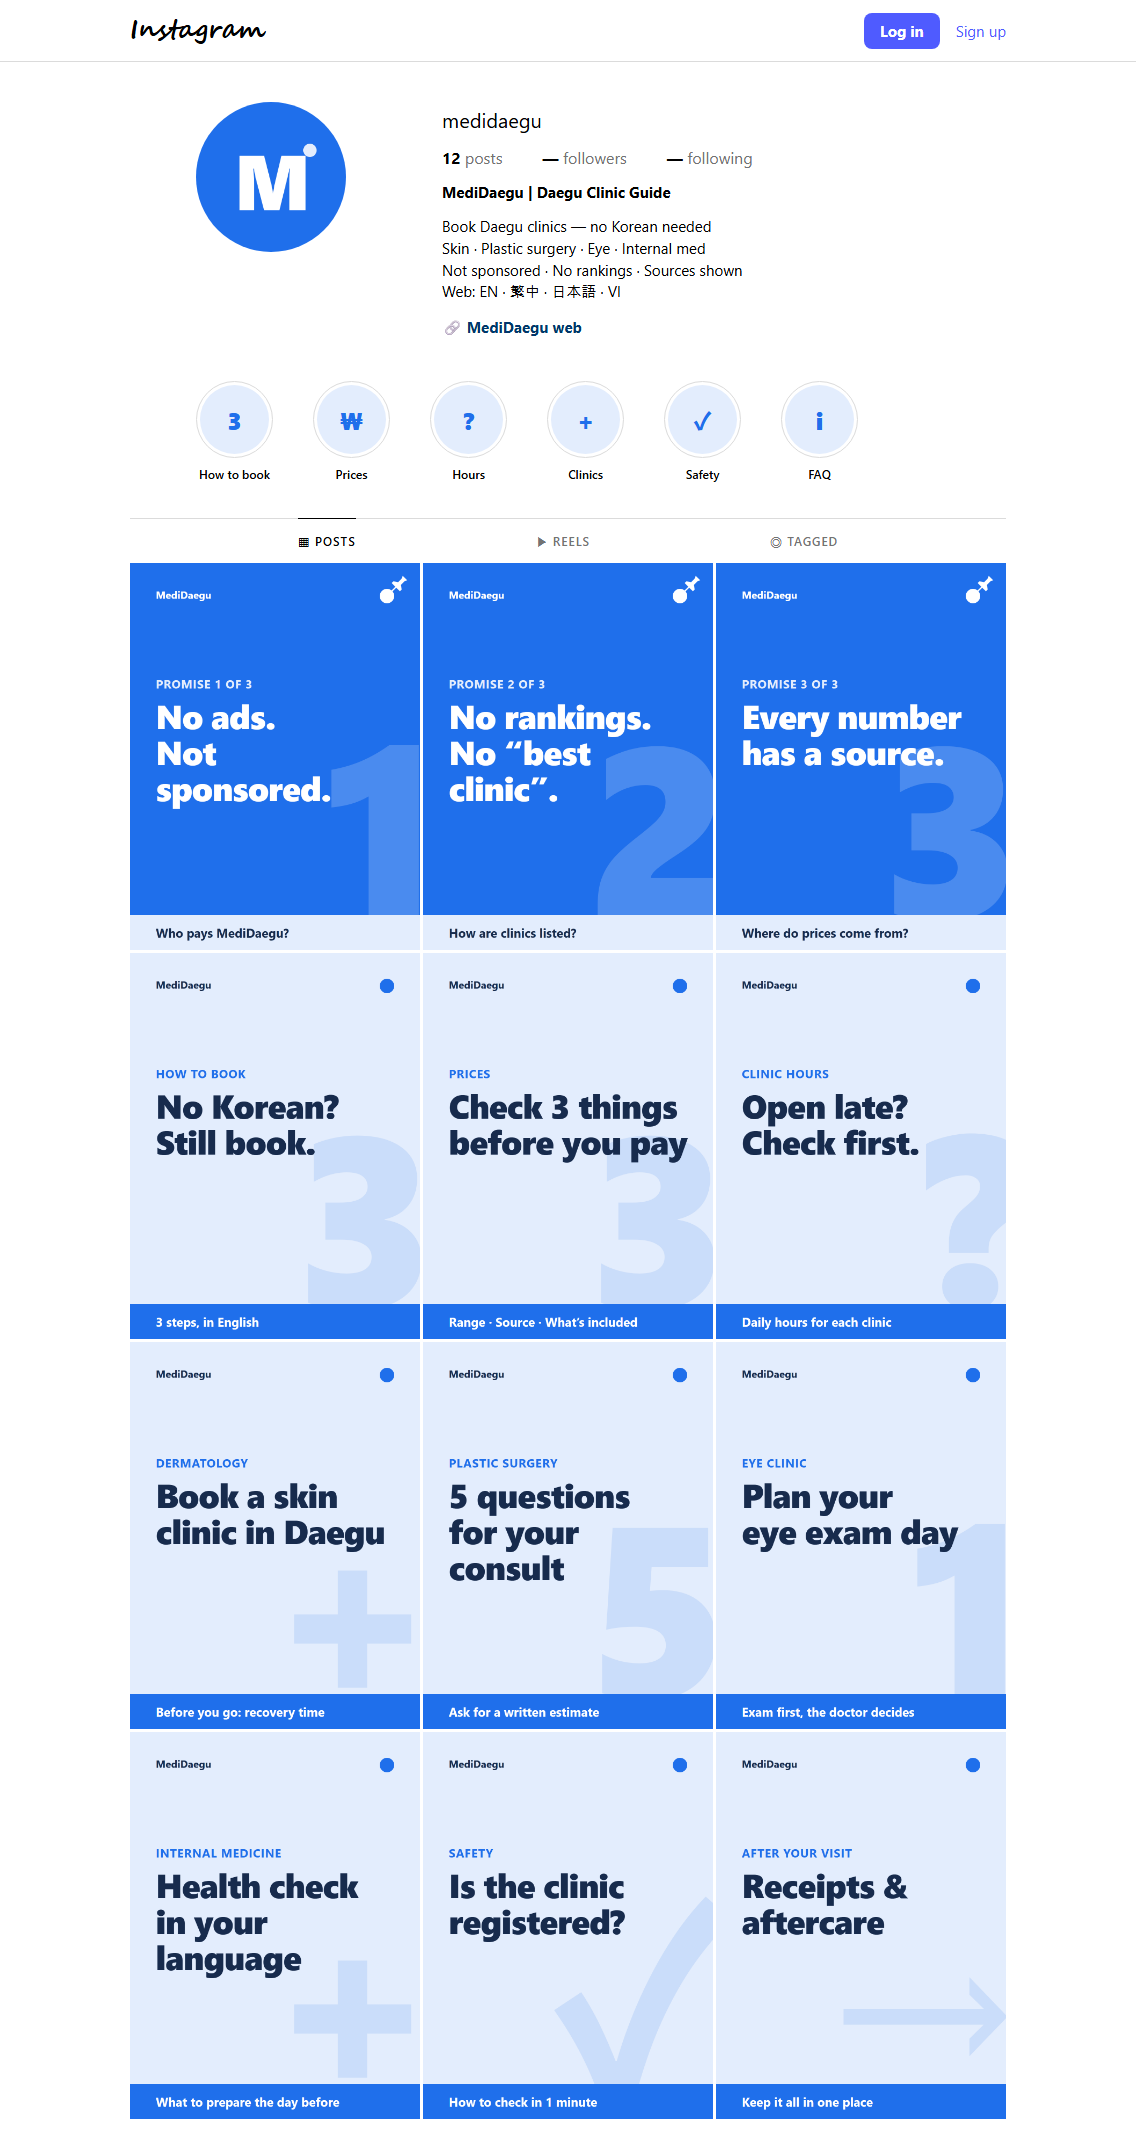 Instagram
Log in
Sign up
M
medidaegu
12 posts — followers — following
MediDaegu | Daegu Clinic Guide
Book Daegu clinics — no Korean needed
Skin · Plastic surgery · Eye · Internal med
Not sponsored · No rankings · Sources shown
Web: EN · 繁中 · 日本語 · VI
MediDaegu web
3
₩
?
+
✓
i
How to book
Prices
Hours
Clinics
Safety
FAQ
POSTS
REELS
TAGGED
MediDaegu
PROMISE 1 OF 3
No ads.
Not
sponsored.
1
Who pays MediDaegu?
MediDaegu
PROMISE 2 OF 3
No rankings.
No “best
clinic”.
2
How are clinics listed?
MediDaegu
PROMISE 3 OF 3
Every number
has a source.
3
Where do prices come from?
MediDaegu
HOW TO BOOK
No Korean?
Still book.
3
3 steps, in English
MediDaegu
PRICES
Check 3 things
before you pay
3
Range · Source · What’s included
MediDaegu
CLINIC HOURS
Open late?
Check first.
?
Daily hours for each clinic
MediDaegu
DERMATOLOGY
Book a skin
clinic in Daegu
+
Before you go: recovery time
MediDaegu
PLASTIC SURGERY
5 questions
for your
consult
5
Ask for a written estimate
MediDaegu
EYE CLINIC
Plan your
eye exam day
1
Exam first, the doctor decides
MediDaegu
INTERNAL MEDICINE
Health check
in your
language
+
What to prepare the day before
MediDaegu
SAFETY
Is the clinic
registered?
✓
How to check in 1 minute
MediDaegu
AFTER YOUR VISIT
Receipts &
aftercare
→
Keep it all in one place